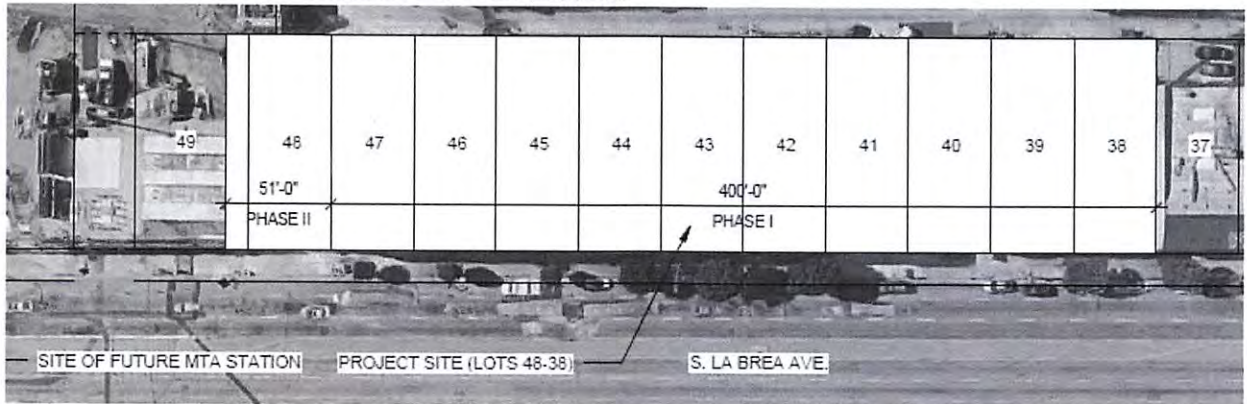 49 48 47 46 45 44 43 42 41 40 39 38 37
51'-0" 400'-0"
PHASE II PHASE I
SITE OF FUTURE MTA STATION PROJECT SITE (LOTS 48-38) S. LA BREA AVE.